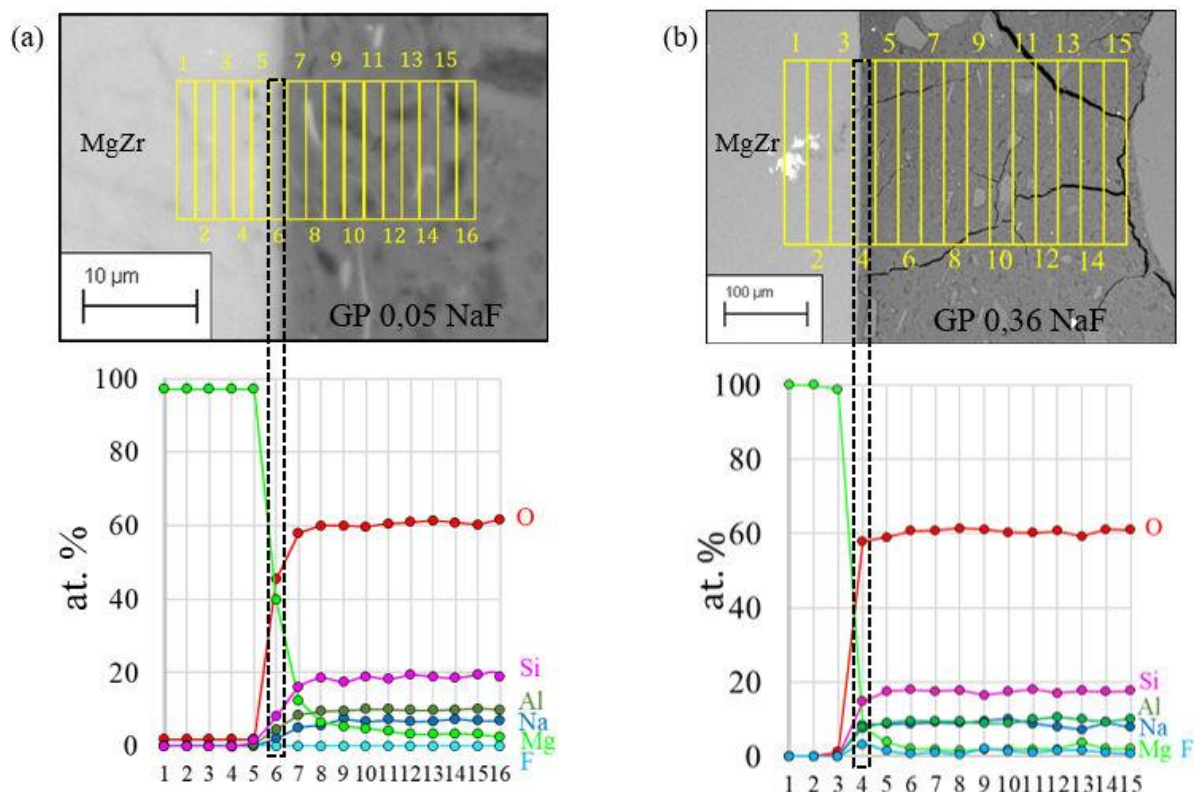 (a)
1 3 5 7 9 11 13 15
MgZr
2 4 6 8 10 12 14 16
10 µm
GP 0,05 NaF
(b)
1 3 5 7 9 11 13 15
MgZr
2 4 6 8 10 12 14
100 µm
GP 0,36 NaF
100
80
60
40
20
0
at. %
O
Si
Al
Na
Mg
F
1 2 3 4 5 6 7 8 9 10 11 12 13 14 15 16
100
80
60
40
20
0
at. %
O
Si
Al
Na
Mg F
1 2 3 4 5 6 7 8 9 10 11 12 13 14 15